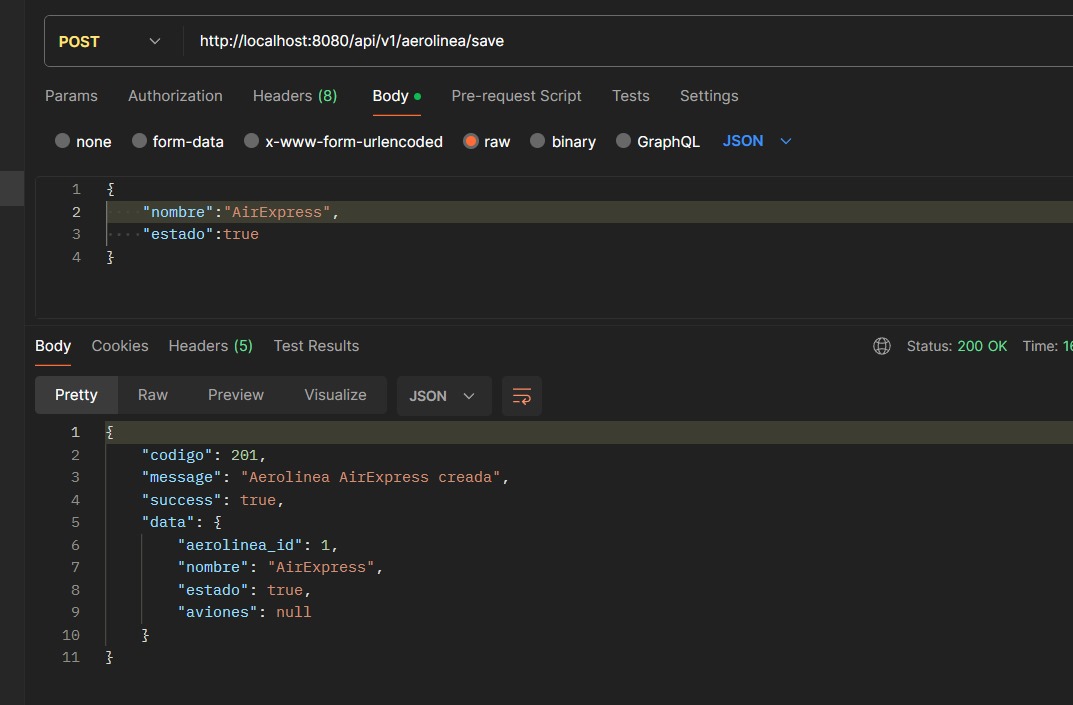 POST http://localhost:8080/api/v1/aerolinea/save
Params Authorization Headers (8) Body Pre-request Script Tests Settings
none form-data x-www-form-urlencoded raw binary GraphQL JSON
1 {
2 "nombre":"AirExpress",
3 "estado":true
4 }
Body Cookies Headers (5) Test Results Status: 200 OK Time:
Pretty Raw Preview Visualize JSON
1 {
2 "codigo": 201,
3 "message": "Aerolinea AirExpress creada",
4 "success": true,
5 "data": {
6 "aerolinea_id": 1,
7 "nombre": "AirExpress",
8 "estado": true,
9 "aviones": null
10 }
11 }